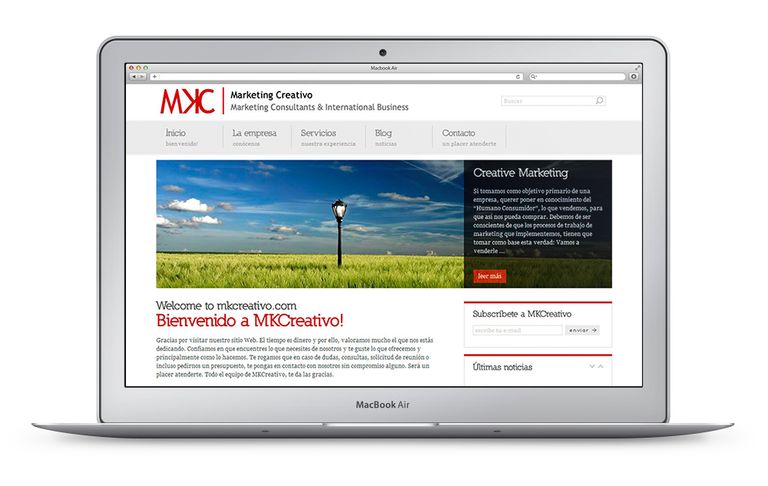 Macbook Air
MKC
Marketing Creativo
Marketing Consultants & International Business
Buscar
Inicio
bienvenido!
La empresa
conócenos
Servicios
nuestra experiencia
Blog
noticias
Contacto
un placer atenderte
Creative Marketing
Si tomamos como objetivo primario de una
empresa, querer poner en conocimiento del
"Humano Consumidor", lo que vendemos, para
que así nos pueda comprar. Debemos de ser
conscientes de que los procesos de trabajo de
marketing que implementemos, tienen que
tomar como base esta verdad: Vamos a
venderle ...
leer más
Welcome to mkcreativo.com
Bienvenido a MKCreativo!
Gracias por visitar nuestro sitio Web. El tiempo es dinero y por ello, valoramos mucho el que nos estás
dedicando. Confiamos en que encuentres lo que necesites de nosotros y te guste lo que ofrecemos y
principalmente como lo hacemos. Te rogamos que en caso de dudas, consultas, solicitud de reunión o
incluso pedirnos un presupuesto, te pongas en contacto con nosotros sin compromiso alguno. Será un
placer atenderte. Todo el equipo de MKCreativo, te da las gracias.
Subscríbete a MKCreativo
escribe tu e-mail
enviar
Últimas noticias
MacBook Air